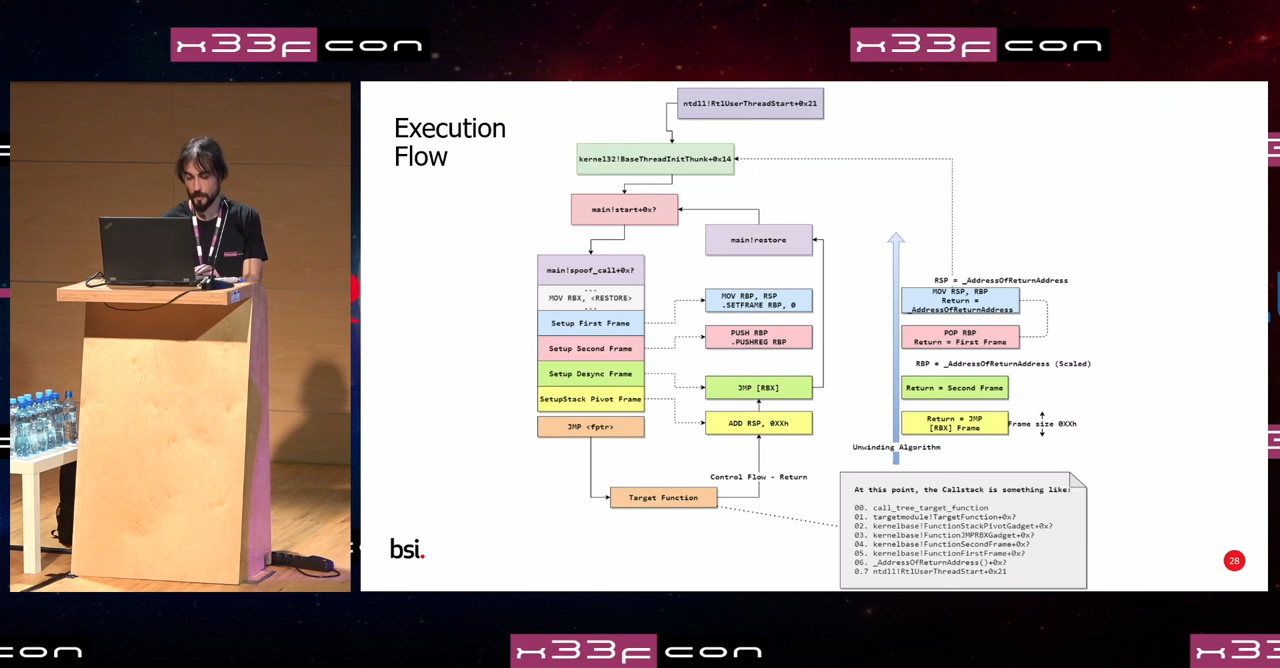 x33fcon
x33fcon
Execution
Flow
ntdll!RtlUserThreadStart+0x21
kernel32!BaseThreadInitThunk+0x14
main!start+0x?
main!restore
main!spoof_call+0x?
...
MOV RBX, <RESTORE>
...
Setup First Frame
Setup Second Frame
Setup Desync Frame
SetupStack Pivot Frame
JMP <fptr>
MOV RBP, RSP
.SETFRAME RBP, 0
PUSH RBP
.PUSHREG RBP
JMP [RBX]
ADD RSP, 0XXh
Control Flow - Return
Target Function
RSP = _AddressOfReturnAddress
MOV RSP, RBP
Return =
_AddressOfReturnAddress
POP RBP
Return = First Frame
RBP = _AddressOfReturnAddress (Scaled)
Return = Second Frame
Return = JMP
[RBX] Frame
Frame size 0XXh
Unwinding Algorithm
At this point, the Callstack is something like:
00. call_tree_target_function
01. targetmodule!TargetFunction+0x?
02. kernelbase!FunctionStackPivotGadget+0x?
03. kernelbase!FunctionJMPRBXGadget+0x?
04. kernelbase!FunctionSecondFrame+0x?
05. kernelbase!FunctionFirstFrame+0x?
06. _AddressOfReturnAddress()+0x?
0.7 ntdll!RtlUserThreadStart+0x21
bsi.
28
con
x33fcon
x33